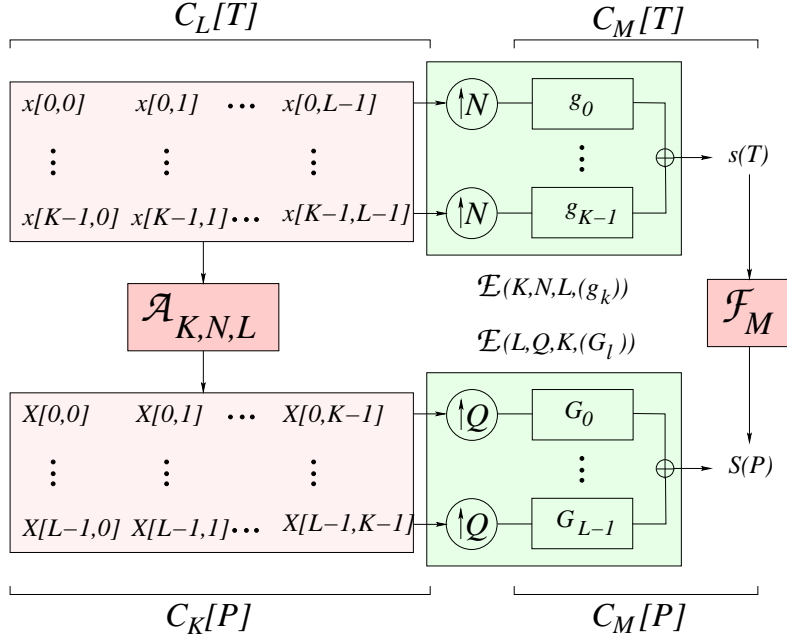 C_L[T] C_M[T]
x[0,0] x[0,1] ... x[0,L−1] ↑N g_0
⋮ ⋮ ⋮ ⋮ ⊕ s(T)
x[K−1,0] x[K−1,1] ... x[K−1,L−1] ↑N g_{K−1}
ℰ(K,N,L,(g_k))
𝒜_{K,N,L} ℱ_M
ℰ(L,Q,K,(G_l))
X[0,0] X[0,1] ... X[0,K−1] ↑Q G_0
⋮ ⋮ ⋮ ⋮ ⊕ S(P)
X[L−1,0] X[L−1,1] ... X[L−1,K−1] ↑Q G_{L−1}
C_K[P] C_M[P]